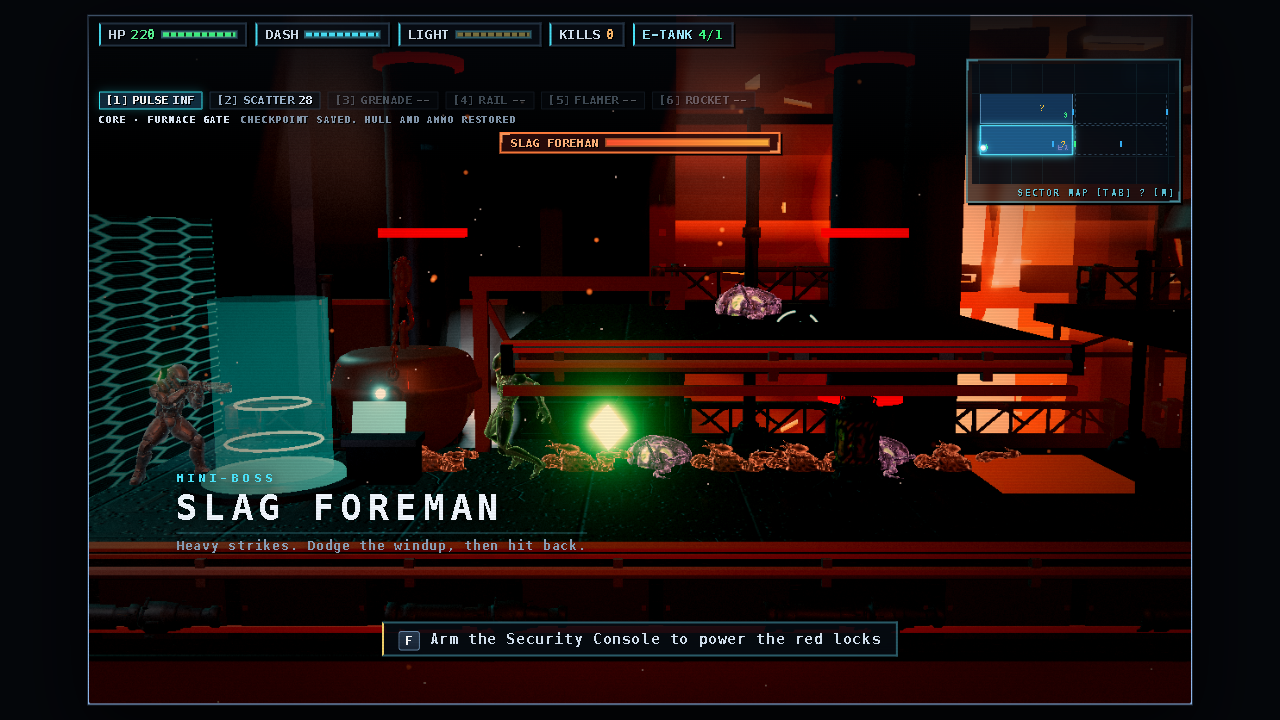 HP 220
DASH
LIGHT
KILLS 0
E-TANK 4/1
[1] PULSE INF
[2] SCATTER 28
[3] GRENADE --
[4] RAIL --
[5] FLAMER --
[6] ROCKET --
CORE · FURNACE GATE CHECKPOINT SAVED. HULL AND AMMO RESTORED
SLAG FOREMAN
?
3
?
SECTOR MAP [TAB] ? [M]
MINI-BOSS
SLAG FOREMAN
Heavy strikes. Dodge the windup, then hit back.
F Arm the Security Console to power the red locks